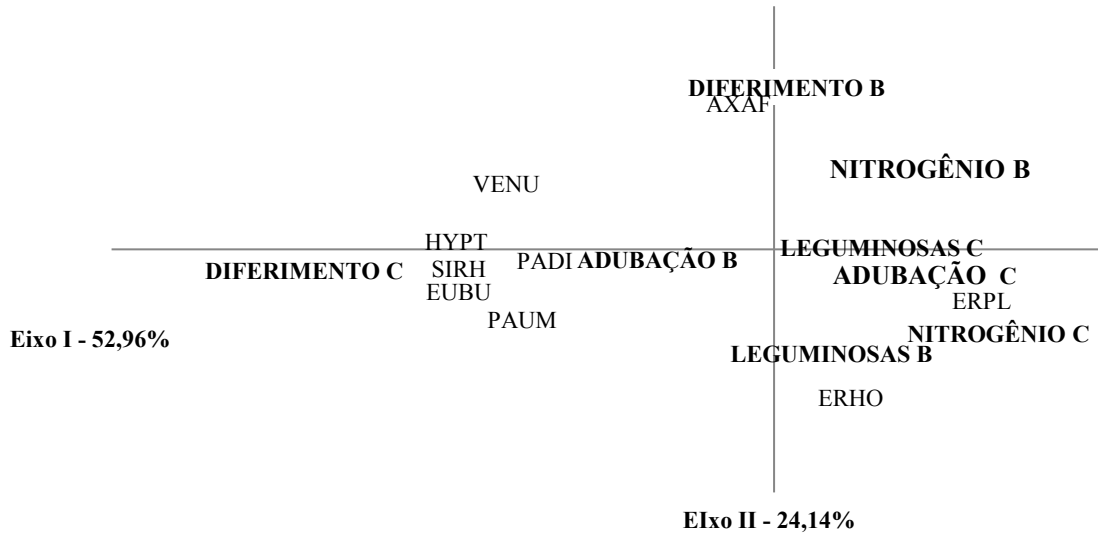 DIFERIMENTO B
AXAF
NITROGÊNIO B
VENU
HYPT
LEGUMINOSAS C
PADI ADUBAÇÃO B
DIFERIMENTO C
SIRH
ADUBAÇÃO C
EUBU
ERPL
PAUM
NITROGÊNIO C
Eixo I - 52,96%
LEGUMINOSAS B
ERHO
EIxo II - 24,14%